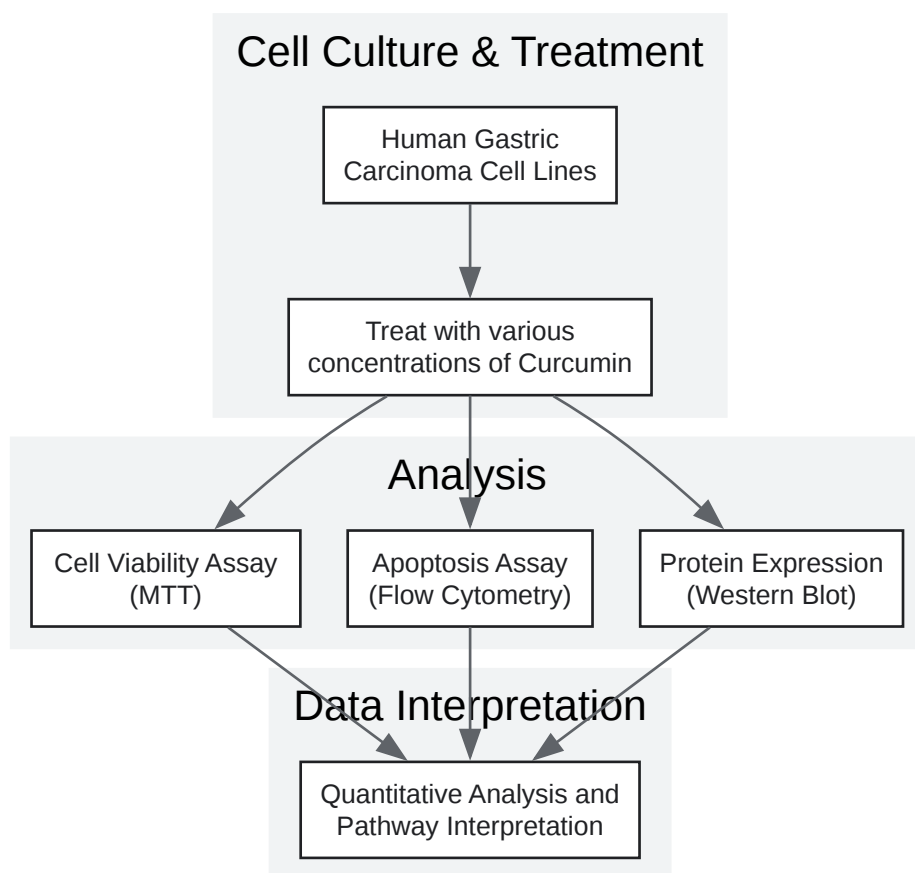 Cell Culture & Treatment
Human Gastric
Carcinoma Cell Lines
Treat with various
concentrations of Curcumin
Analysis
Cell Viability Assay
(MTT)
Apoptosis Assay
(Flow Cytometry)
Protein Expression
(Western Blot)
Data Interpretation
Quantitative Analysis and
Pathway Interpretation